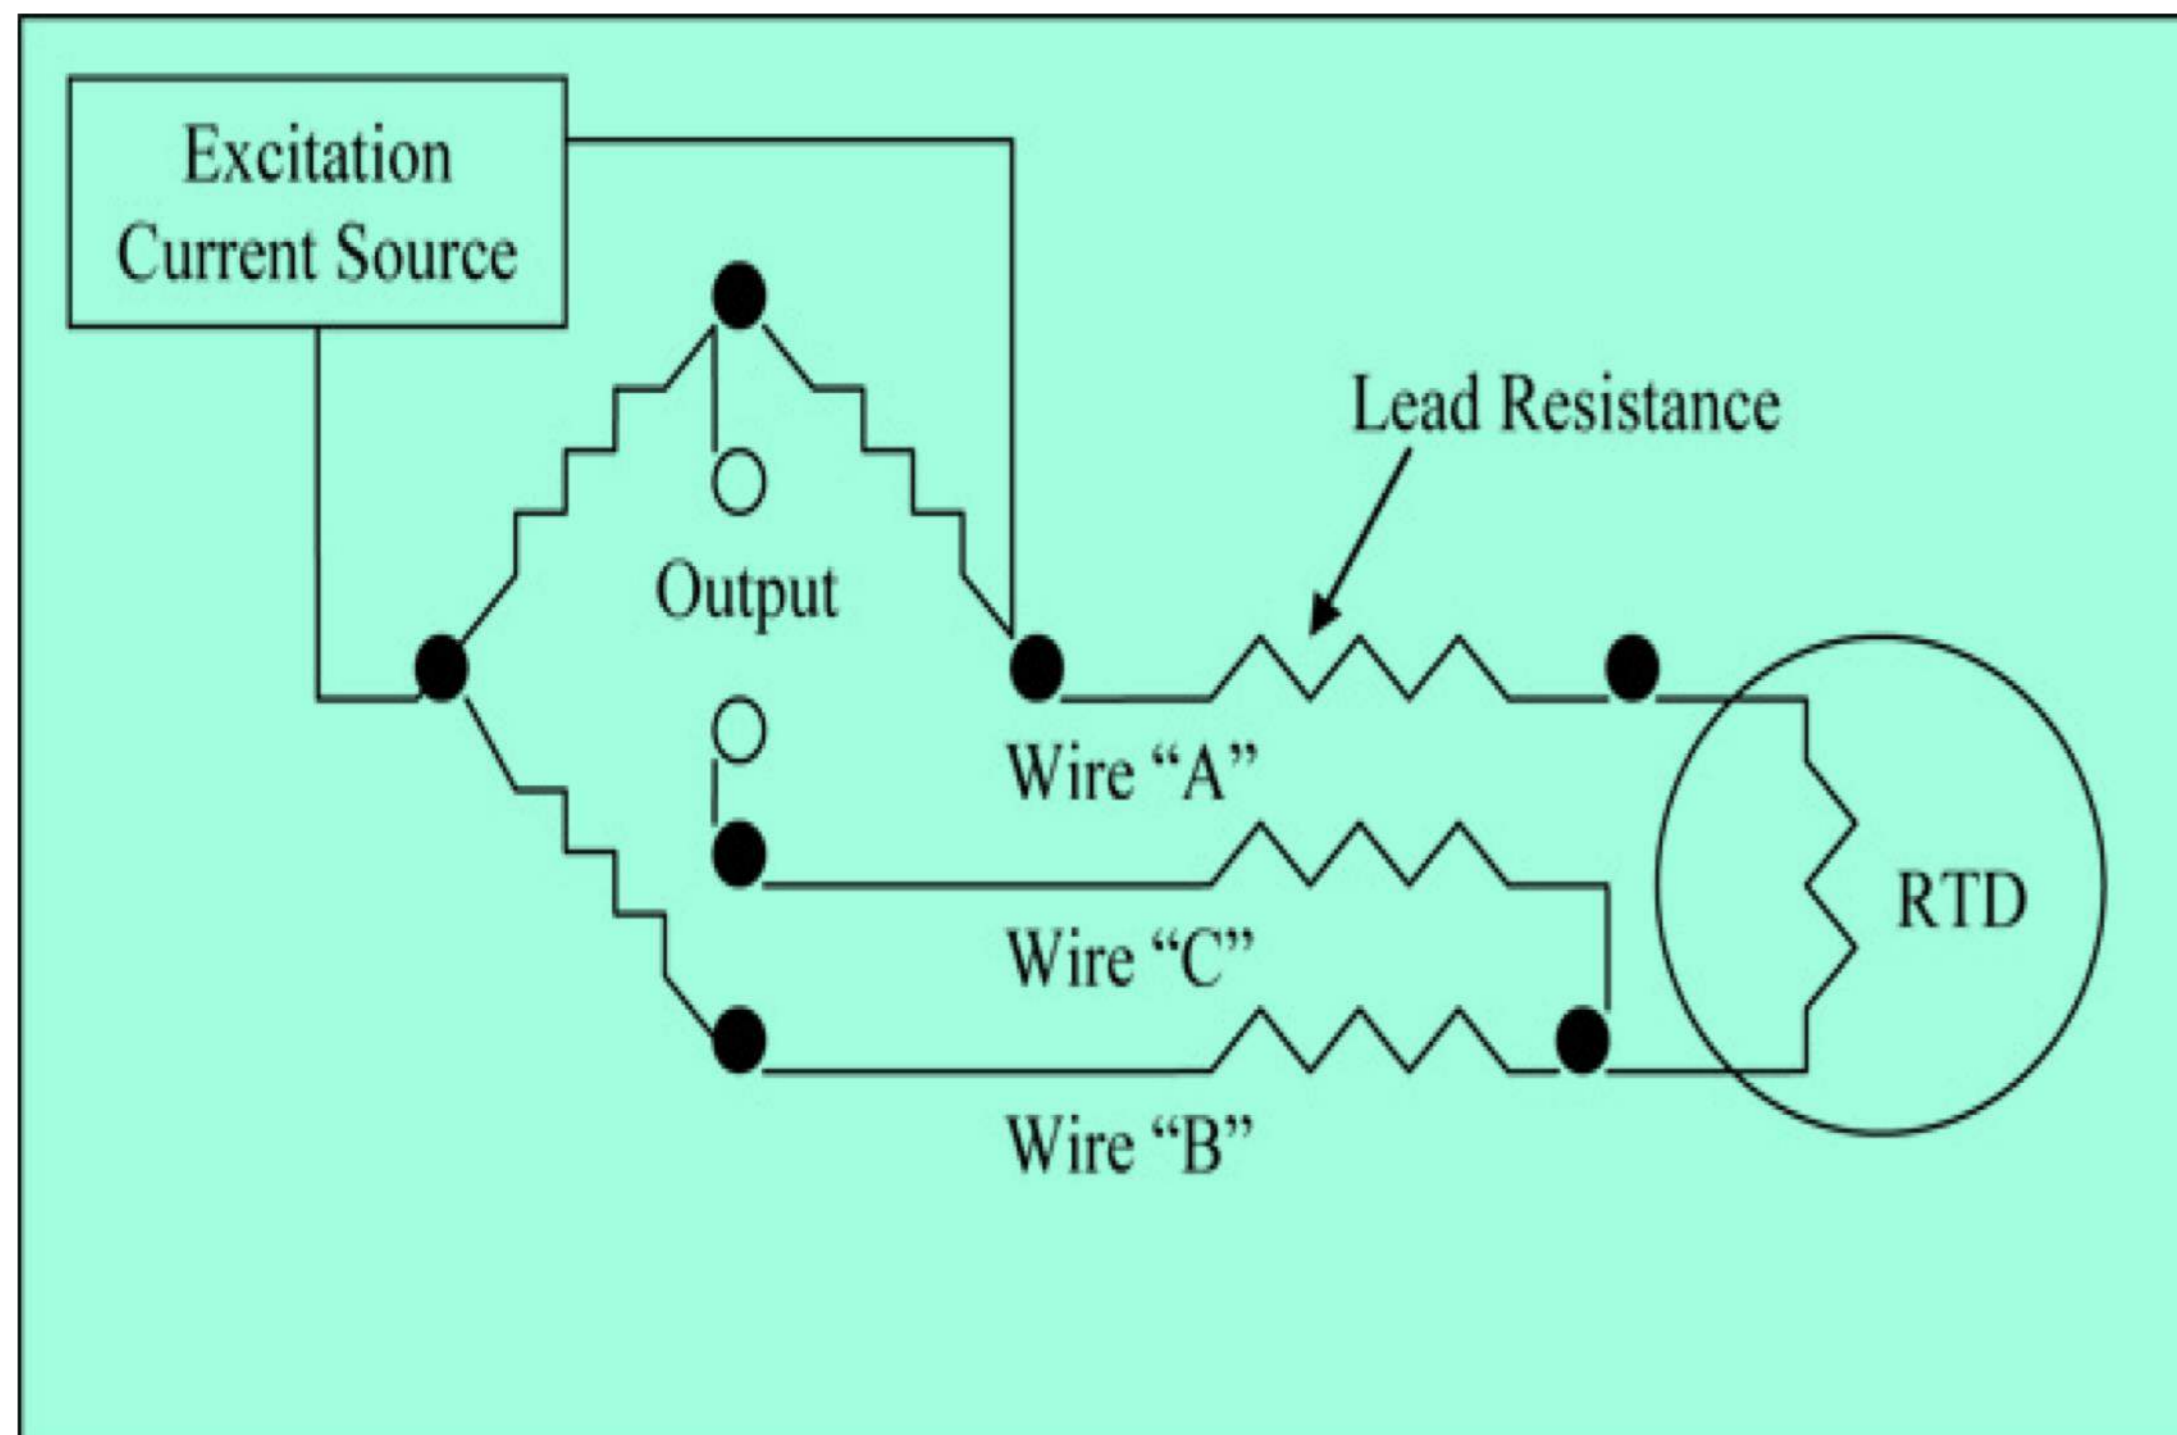 Excitation
Current Source
Lead Resistance
Output
Wire “A”
RTD
Wire “C”
Wire “B”